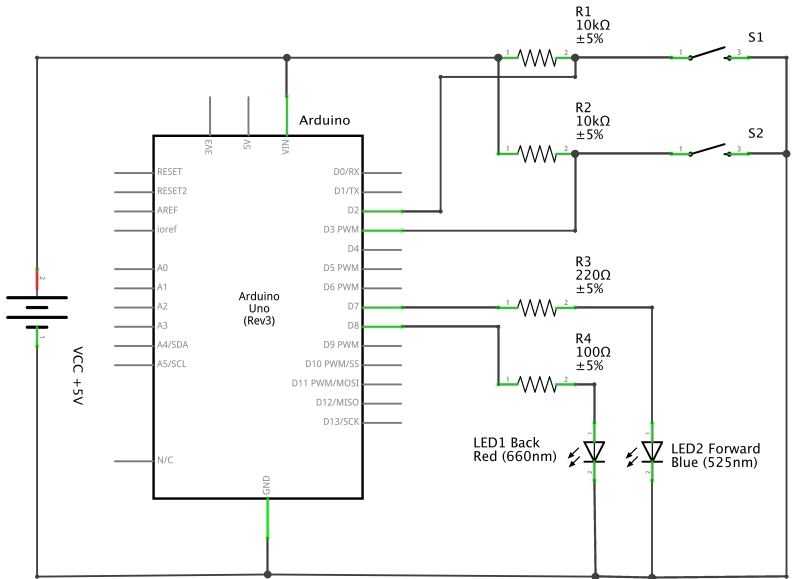 R1
10kΩ
±5%
1
2
S1
1
3
R2
10kΩ
±5%
1
2
S2
1
3
Arduino
3V3
5V
VIN
RESET
RESET2
AREF
ioref
A0
A1
A2
A3
A4/SDA
A5/SCL
N/C
D0/RX
D1/TX
D2
D3 PWM
D4
D5 PWM
D6 PWM
D7
D8
D9 PWM
D10 PWM/SS
D11 PWM/MOSI
D12/MISO
D13/SCK
Arduino
Uno
(Rev3)
GND
2
1
VCC +5V
R3
220Ω
±5%
1
2
R4
100Ω
±5%
1
2
LED1 Back
Red (660nm)
1
2
LED2 Forward
Blue (525nm)
1
2